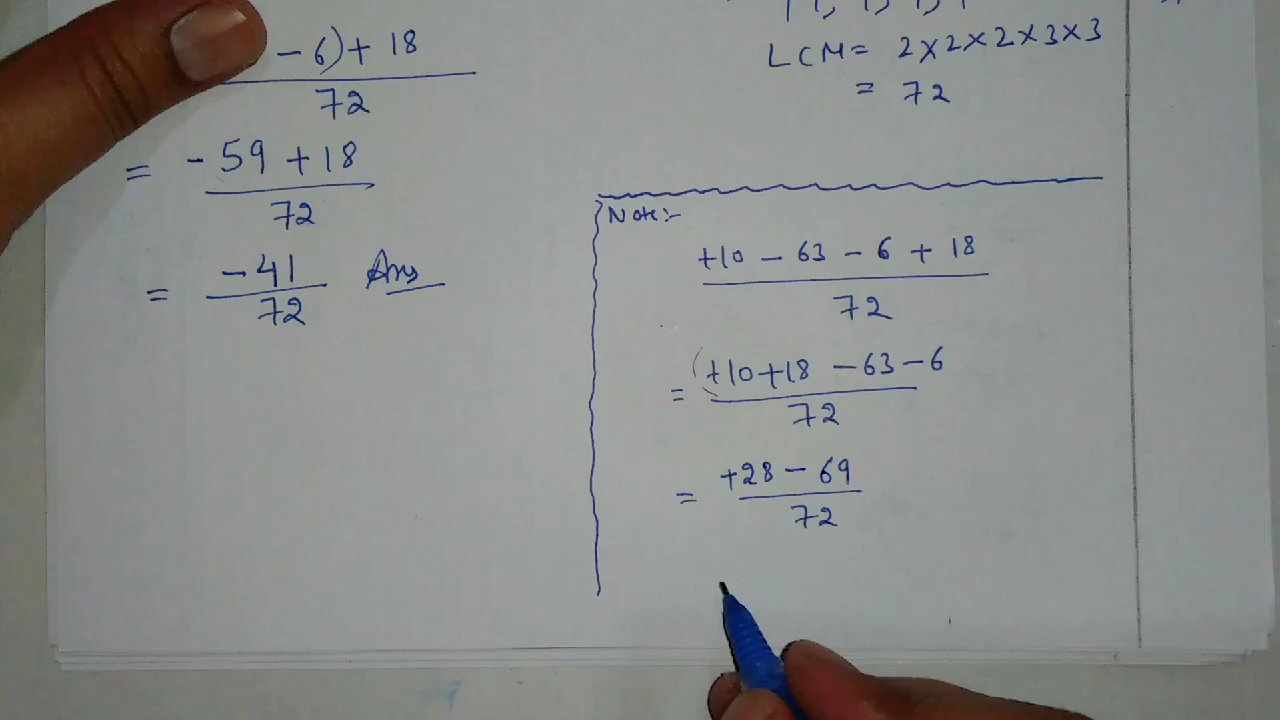 - 6) + 18
72
= - 59 + 18
72
= - 41 Ans
72
LCM = 2 × 2 × 2 × 3 × 3
= 72
Note:-
+10 - 63 - 6 + 18
72
= (+10 + 18 - 63 - 6
72
= +28 - 69
72